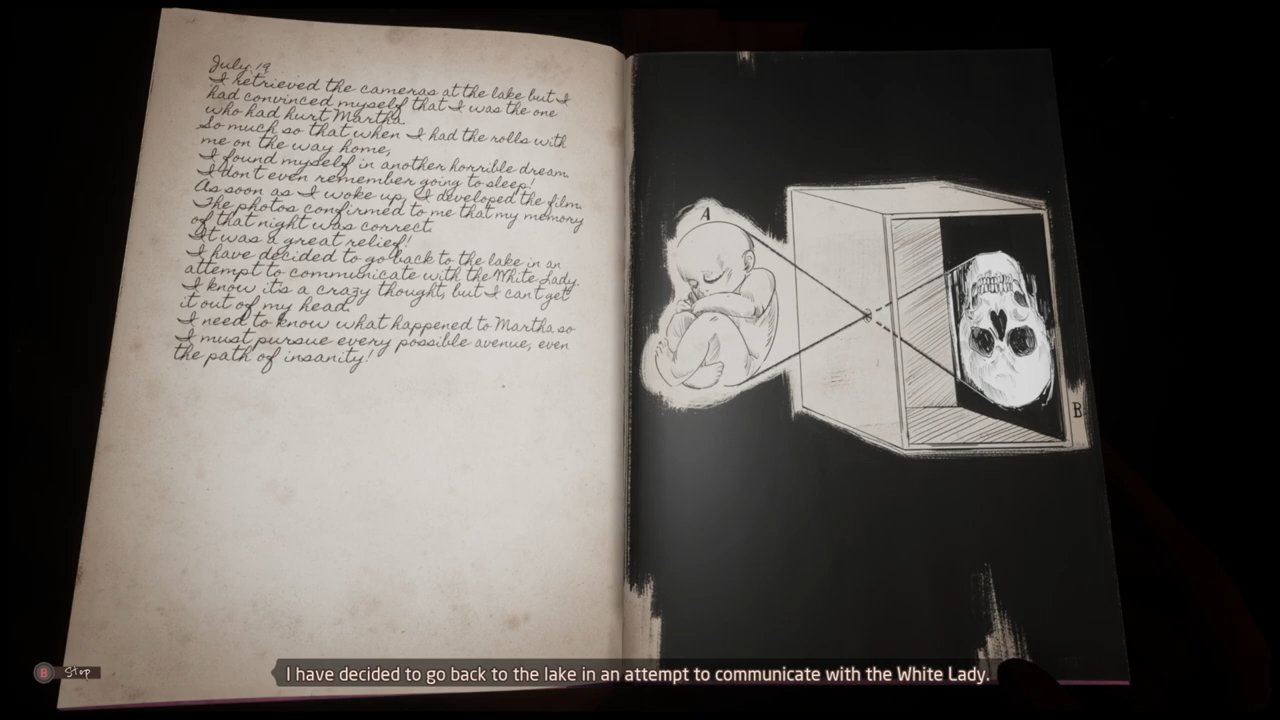 July 19
I retrieved the cameras at the lake but I
had convinced myself that I was the one
who had hurt Martha.
So much so that when I had the rolls with
me on the way home,
I found myself in another horrible dream.
I don't even remember going to sleep!
As soon as I woke up, I developed the film.
The photos confirmed to me that my memory
of that night was correct.
It was a great relief!
I have decided to go back to the lake in an
attempt to communicate with the White Lady.
I know it's a crazy thought, but I can't get
it out of my head.
I need to know what happened to Martha so
I must pursue every possible avenue, even
the path of insanity!
A
B
B Stop
I have decided to go back to the lake in an attempt to communicate with the White Lady.